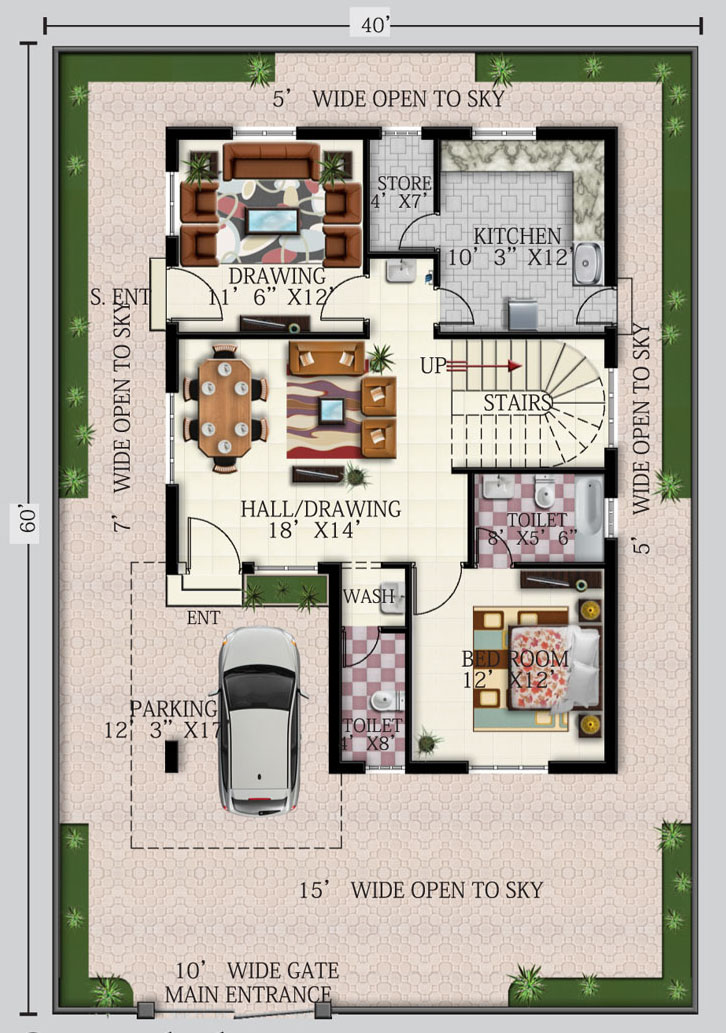 40'
5' WIDE OPEN TO SKY
STORE
4' X7'
KITCHEN
10' 3" X12'
DRAWING
11' 6" X12'
S. ENT
7' WIDE OPEN TO SKY
5' WIDE OPEN TO SKY
60'
UP
STAIRS
HALL/DRAWING
18' X14'
TOILET
8' X5' 6"
WASH
ENT
BED ROOM
12' X12'
PARKING
12' 3" X17'
TOILET
4' X8'
15' WIDE OPEN TO SKY
10' WIDE GATE
MAIN ENTRANCE